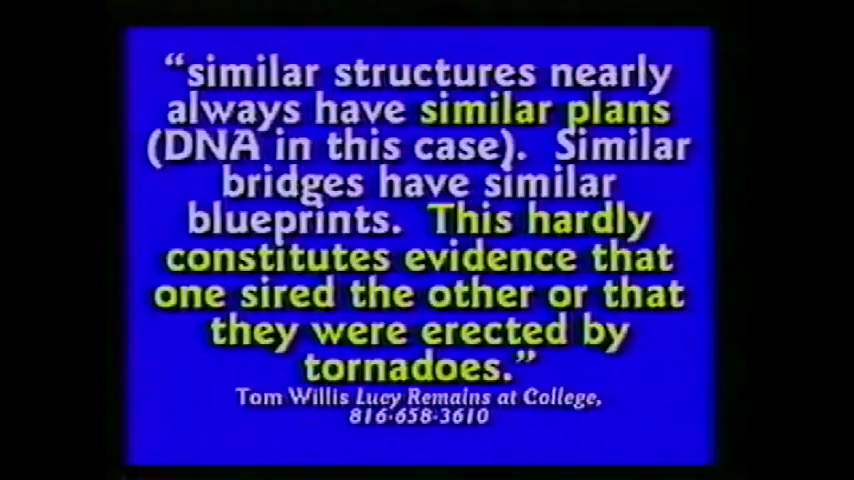 “similar structures nearly
always have similar plans
(DNA in this case).  Similar
bridges have similar
blueprints.  This hardly
constitutes evidence that
one sired the other or that
they were erected by
tornadoes.”
Tom Willis Lucy Remains at College,
816-658-3610